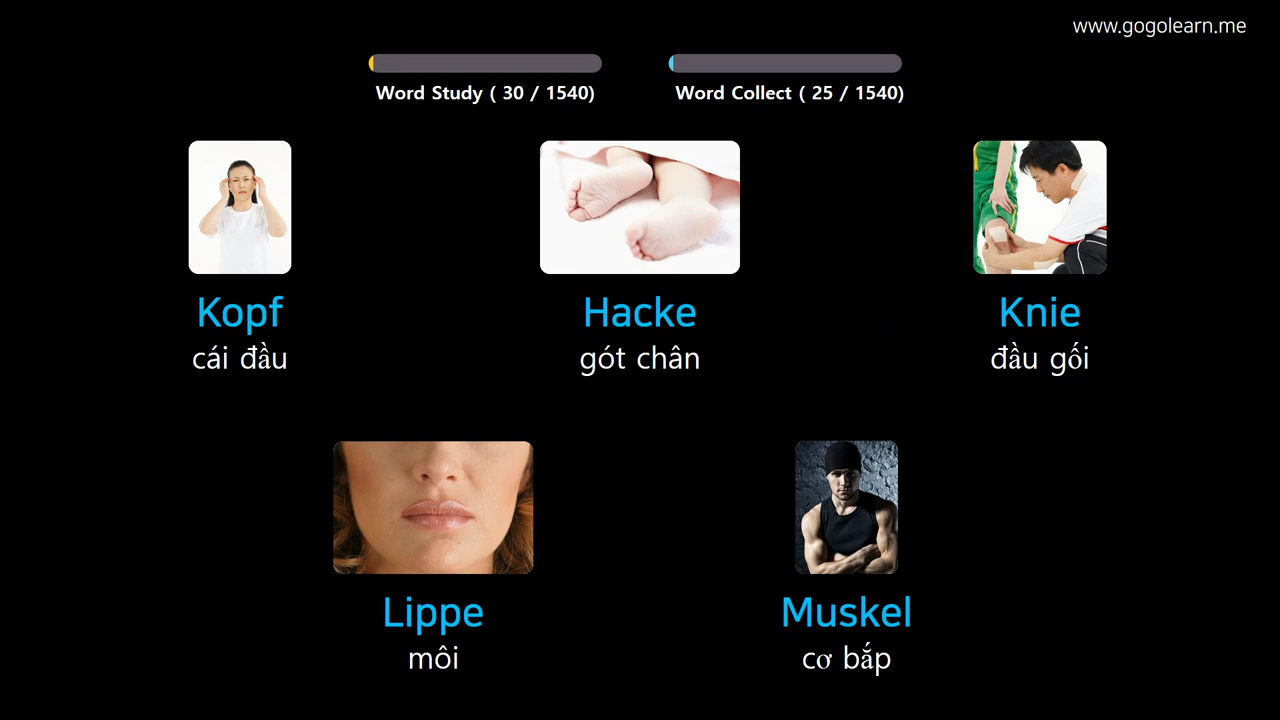 www.gogolearn.me
Word Study ( 30 / 1540)
Word Collect ( 25 / 1540)
Kopf
cái đầu
Hacke
gót chân
Knie
đầu gối
Lippe
môi
Muskel
cơ bắp